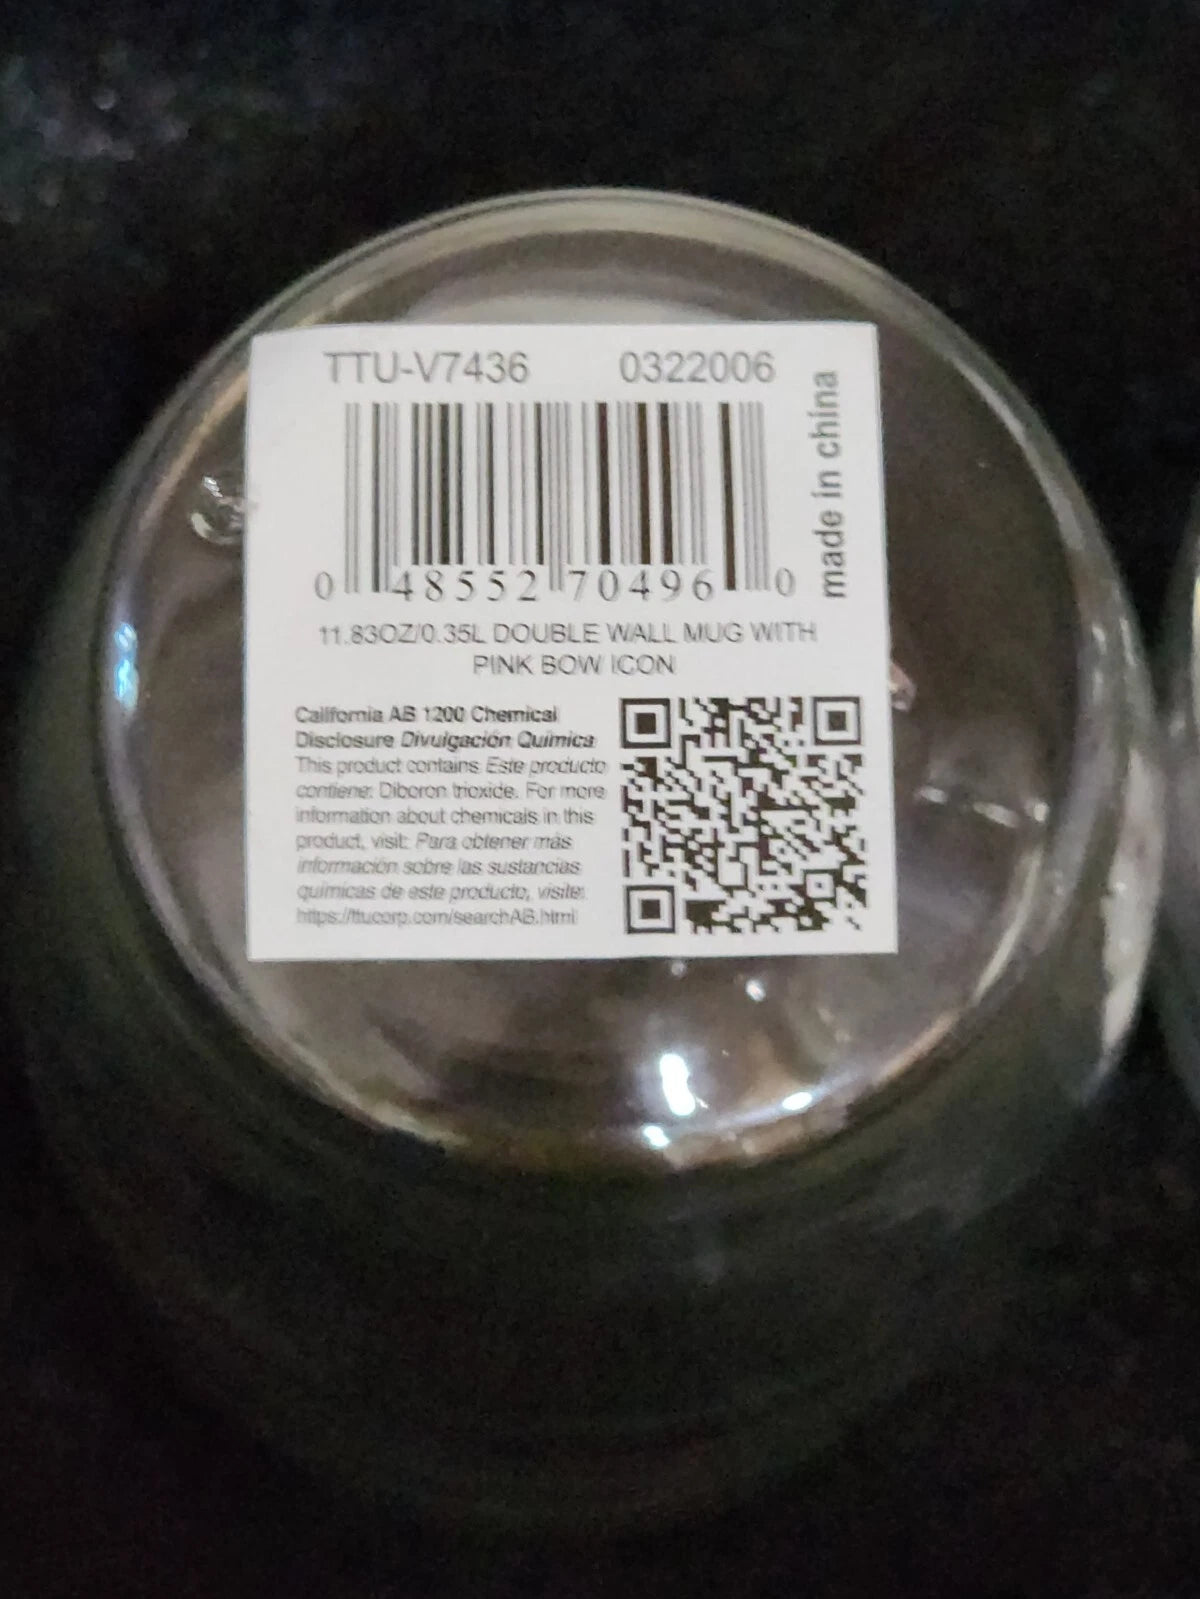 TTU-V7436 0322006
made in china
0 48552 70496 0
11.83OZ/0.35L DOUBLE WALL MUG WITH
PINK BOW ICON
California AB 1200 Chemical
Disclosure Divulgación Química
This product contains Este producto
contiene: Diboron trioxide. For more
information about chemicals in this
product, visit: Para obtener más
información sobre las sustancias
químicas de este producto, visite:
https://ttucorp.com/searchAB.html